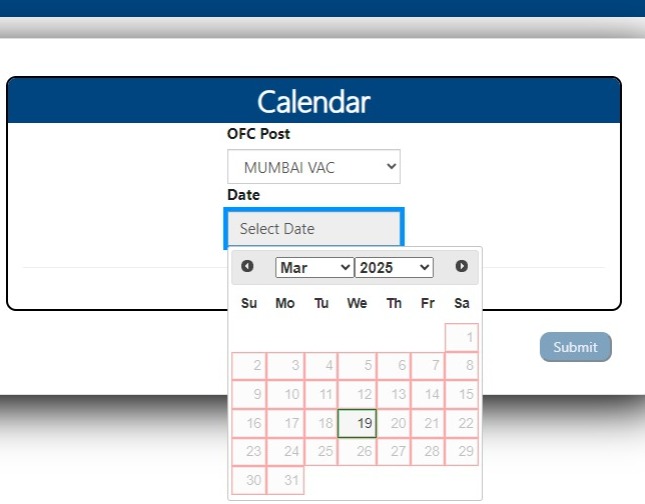 Calendar
OFC Post
MUMBAI VAC
Date
Select Date
Mar 2025
Su Mo Tu We Th Fr Sa
1
2 3 4 5 6 7 8
9 10 11 12 13 14 15
16 17 18 19 20 21 22
23 24 25 26 27 28 29
30 31
Submit